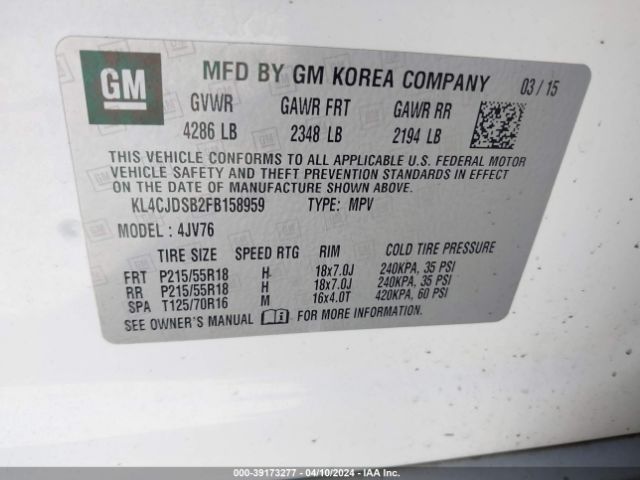 GM MFD BY GM KOREA COMPANY 03/15
GVWR GAWR FRT GAWR RR
4286 LB 2348 LB 2194 LB
THIS VEHICLE CONFORMS TO ALL APPLICABLE U.S. FEDERAL MOTOR
VEHICLE SAFETY AND THEFT PREVENTION STANDARDS IN EFFECT ON
THE DATE OF MANUFACTURE SHOWN ABOVE.
KL4CJDSB2FB158959 TYPE: MPV
MODEL : 4JV76
TIRE SIZE SPEED RTG RIM COLD TIRE PRESSURE
FRT P215/55R18 H 18x7.0J 240KPA, 35 PSI
RR P215/55R18 H 18x7.0J 240KPA, 35 PSI
SPA T125/70R16 M 16x4.0T 420KPA, 60 PSI
SEE OWNER'S MANUAL FOR MORE INFORMATION.
000-39173277 - 04/10/2024 - IAA Inc.